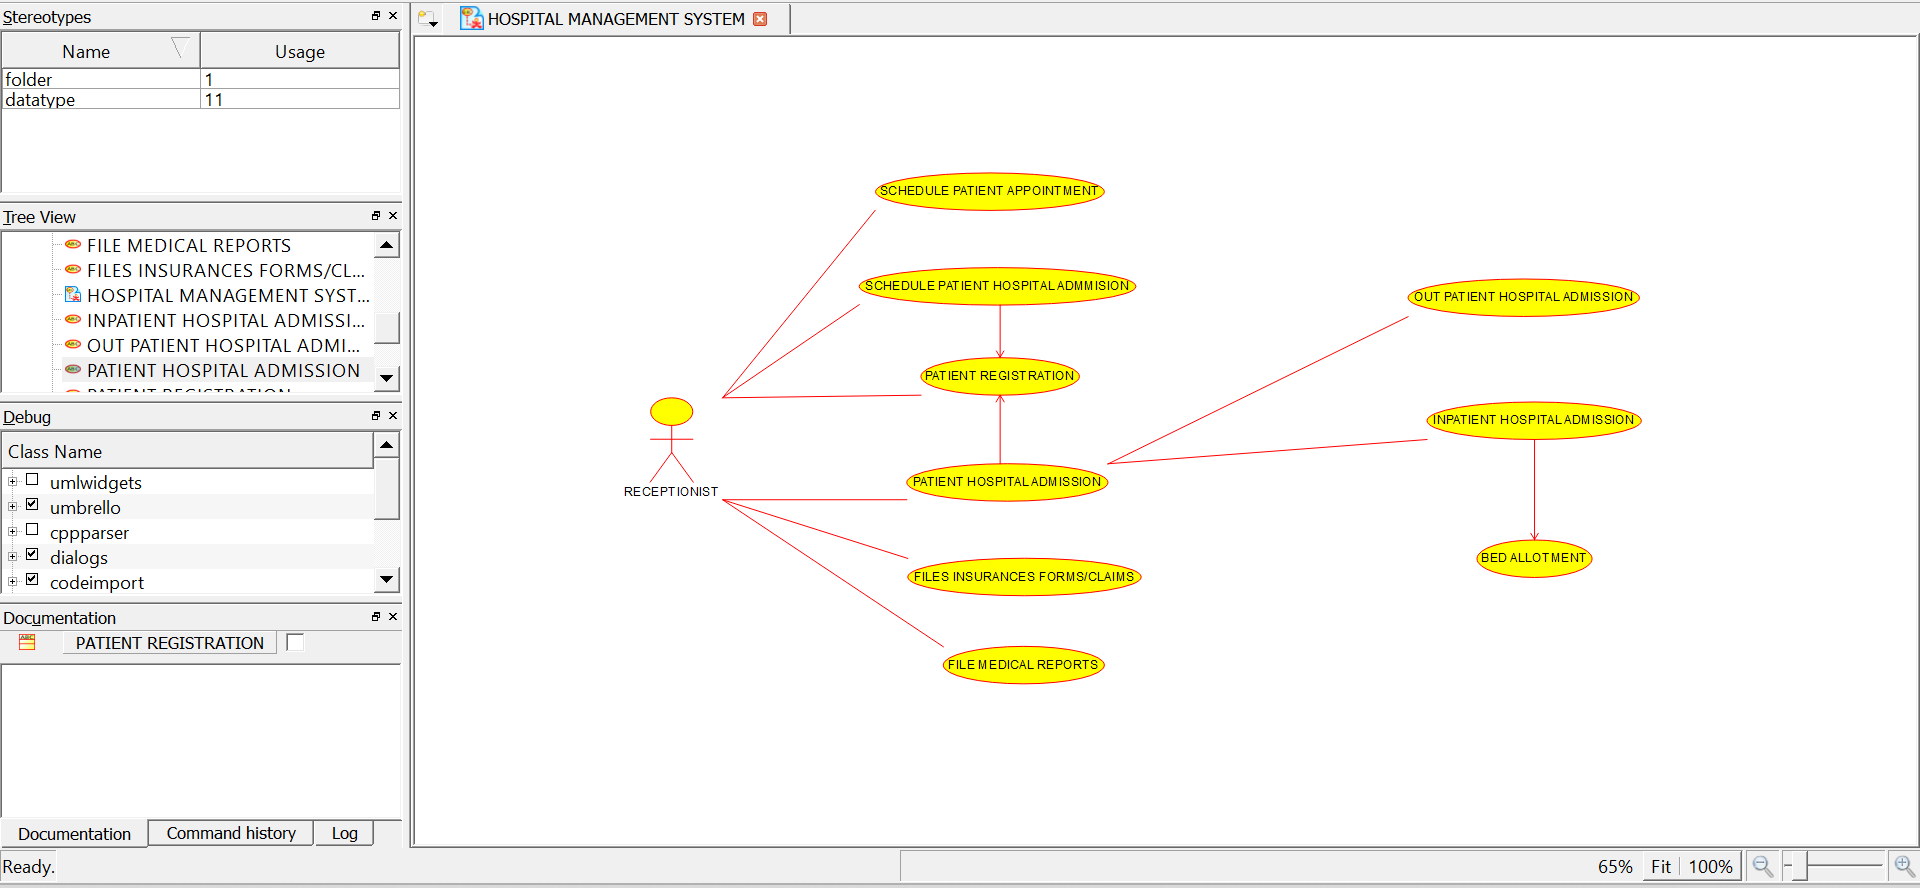 Stereotypes
Name Usage
folder 1
datatype 11
Tree View
FILE MEDICAL REPORTS
FILES INSURANCES FORMS/CL...
HOSPITAL MANAGEMENT SYST...
INPATIENT HOSPITAL ADMISSI...
OUT PATIENT HOSPITAL ADMI...
PATIENT HOSPITAL ADMISSION
PATIENT REGISTRATION
Debug
Class Name
umlwidgets
umbrello
cppparser
dialogs
codeimport
Documentation
PATIENT REGISTRATION
Documentation Command history Log
Ready.
HOSPITAL MANAGEMENT SYSTEM
SCHEDULE PATIENT APPOINTMENT
SCHEDULE PATIENT HOSPITAL ADMMISION
OUT PATIENT HOSPITAL ADMISSION
PATIENT REGISTRATION
INPATIENT HOSPITAL ADMISSION
PATIENT HOSPITAL ADMISSION
RECEPTIONIST
BED ALLOTMENT
FILES INSURANCES FORMS/CLAIMS
FILE MEDICAL REPORTS
65% Fit 100%